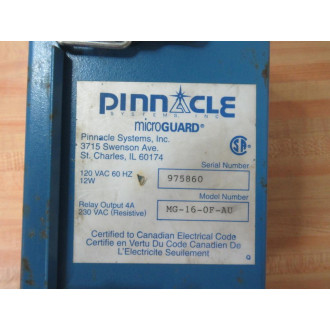 PINNACLE
SYSTEMS INC
microGUARD®
Pinnacle Systems, Inc.
3715 Swenson Ave.
St. Charles, IL 60174
120 VAC 60 HZ
12W
Serial Number
975860
Relay Output 4A
230 VAC (Resistive)
Model Number
MG-16-0F-A0
Certified to Canadian Electrical Code
Certifie en Vertu Du Code Canadien De
L'Electricite Seuilement
Q